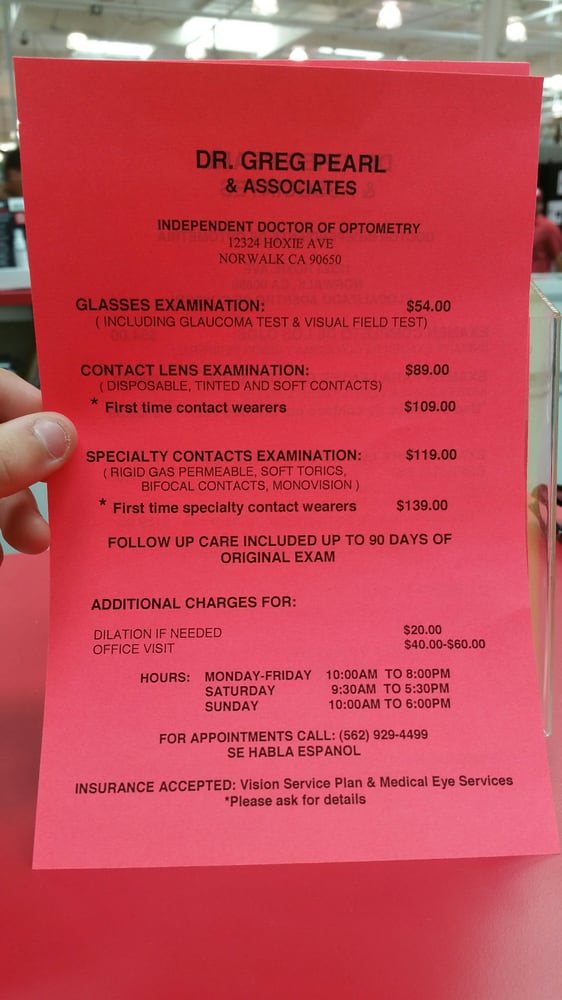 DR. GREG PEARL
& ASSOCIATES
INDEPENDENT DOCTOR OF OPTOMETRY
12324 HOXIE AVE
NORWALK CA 90650
GLASSES EXAMINATION: $54.00
( INCLUDING GLAUCOMA TEST & VISUAL FIELD TEST)
CONTACT LENS EXAMINATION: $89.00
( DISPOSABLE, TINTED AND SOFT CONTACTS)
* First time contact wearers $109.00
SPECIALTY CONTACTS EXAMINATION: $119.00
( RIGID GAS PERMEABLE, SOFT TORICS,
BIFOCAL CONTACTS, MONOVISION )
* First time specialty contact wearers $139.00
FOLLOW UP CARE INCLUDED UP TO 90 DAYS OF
ORIGINAL EXAM
ADDITIONAL CHARGES FOR:
DILATION IF NEEDED $20.00
OFFICE VISIT $40.00-$60.00
HOURS: MONDAY-FRIDAY 10:00AM TO 8:00PM
SATURDAY 9:30AM TO 5:30PM
SUNDAY 10:00AM TO 6:00PM
FOR APPOINTMENTS CALL: (562) 929-4499
SE HABLA ESPANOL
INSURANCE ACCEPTED: Vision Service Plan & Medical Eye Services
*Please ask for details